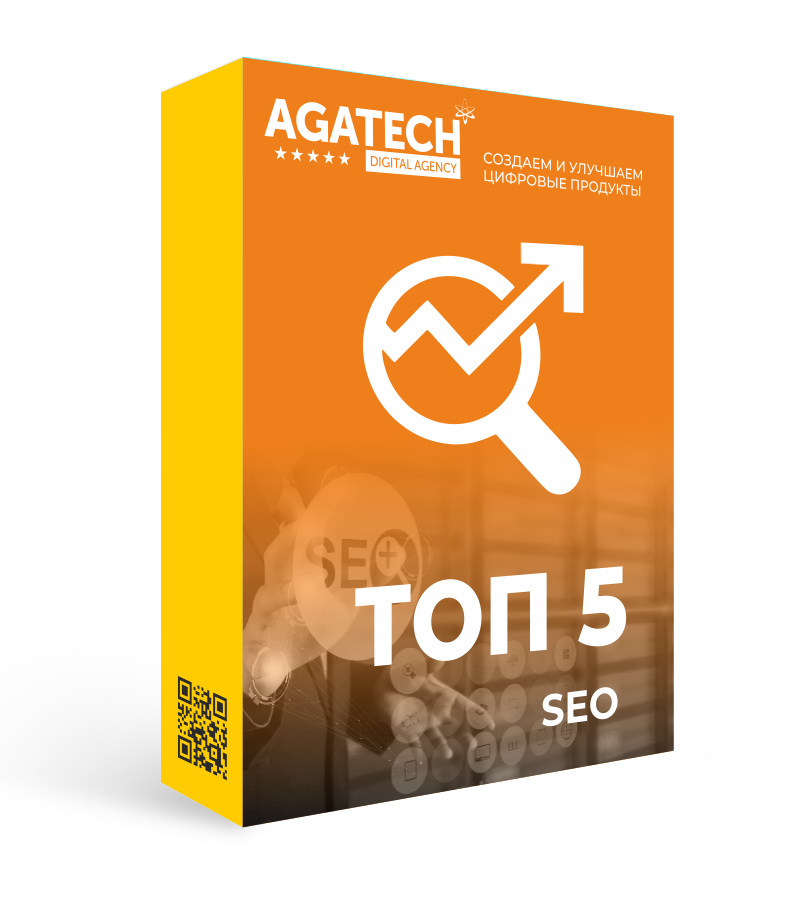 AGATECH
DIGITAL AGENCY
СОЗДАЕМ И УЛУЧШАЕМ
ЦИФРОВЫЕ ПРОДУКТЫ
SEO
ТОП 5
SEO